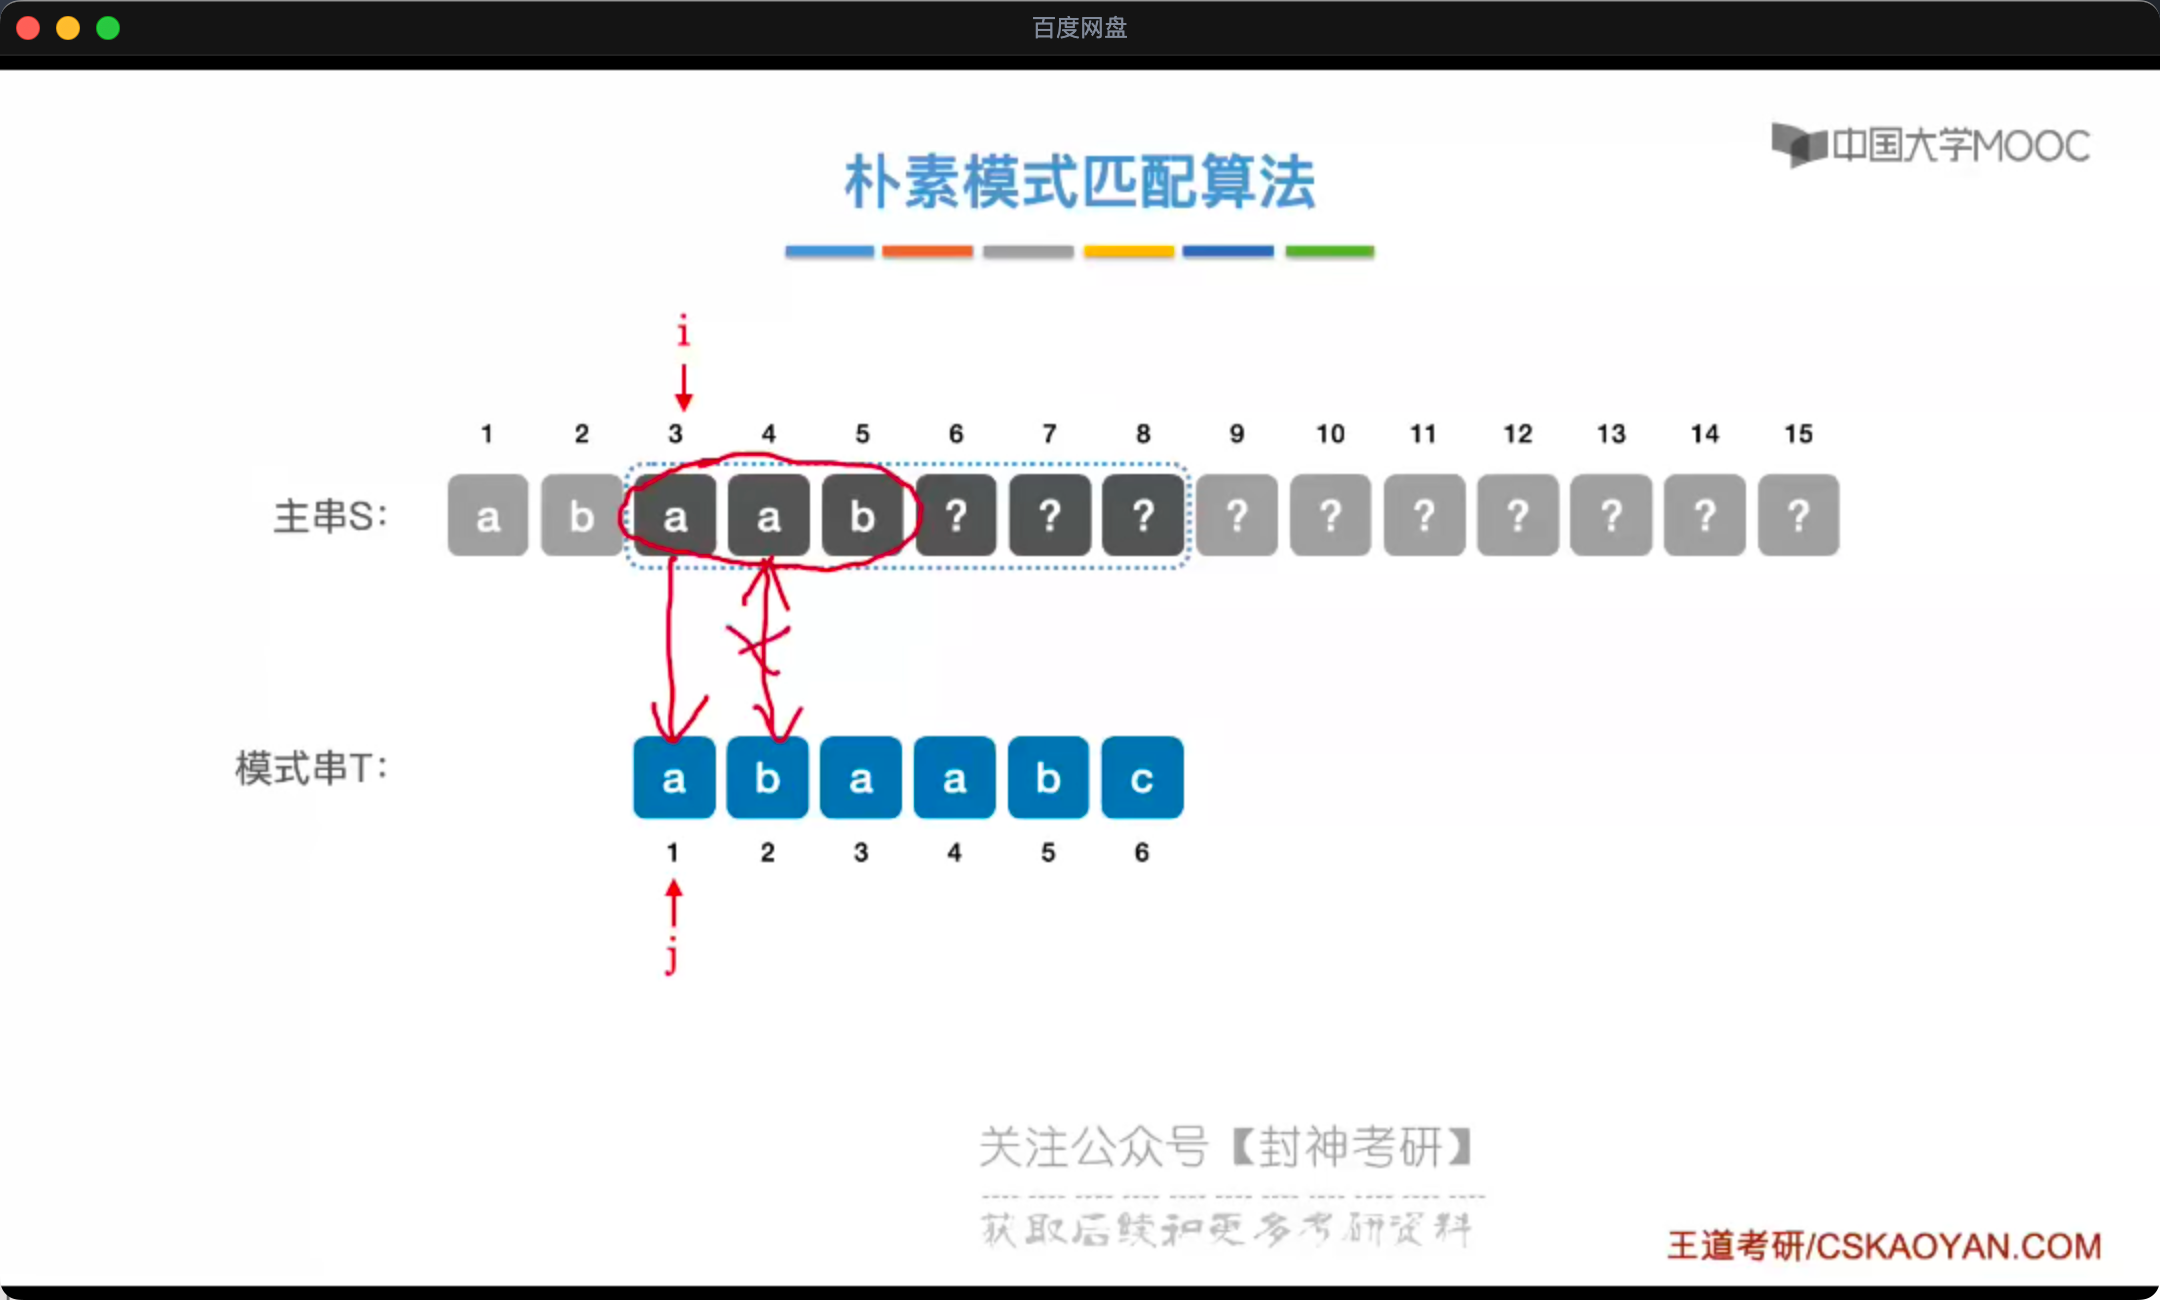 百度网盘
中国大学MOOC
朴素模式匹配算法
i
1 2 3 4 5 6 7 8 9 10 11 12 13 14 15
主串S: a b a a b ? ? ? ? ? ? ? ? ? ?
模式串T: a b a a b c
1 2 3 4 5 6
j
关注公众号【封神考研】
获取后续和更多考研资料
王道考研/CSKAOYAN.COM